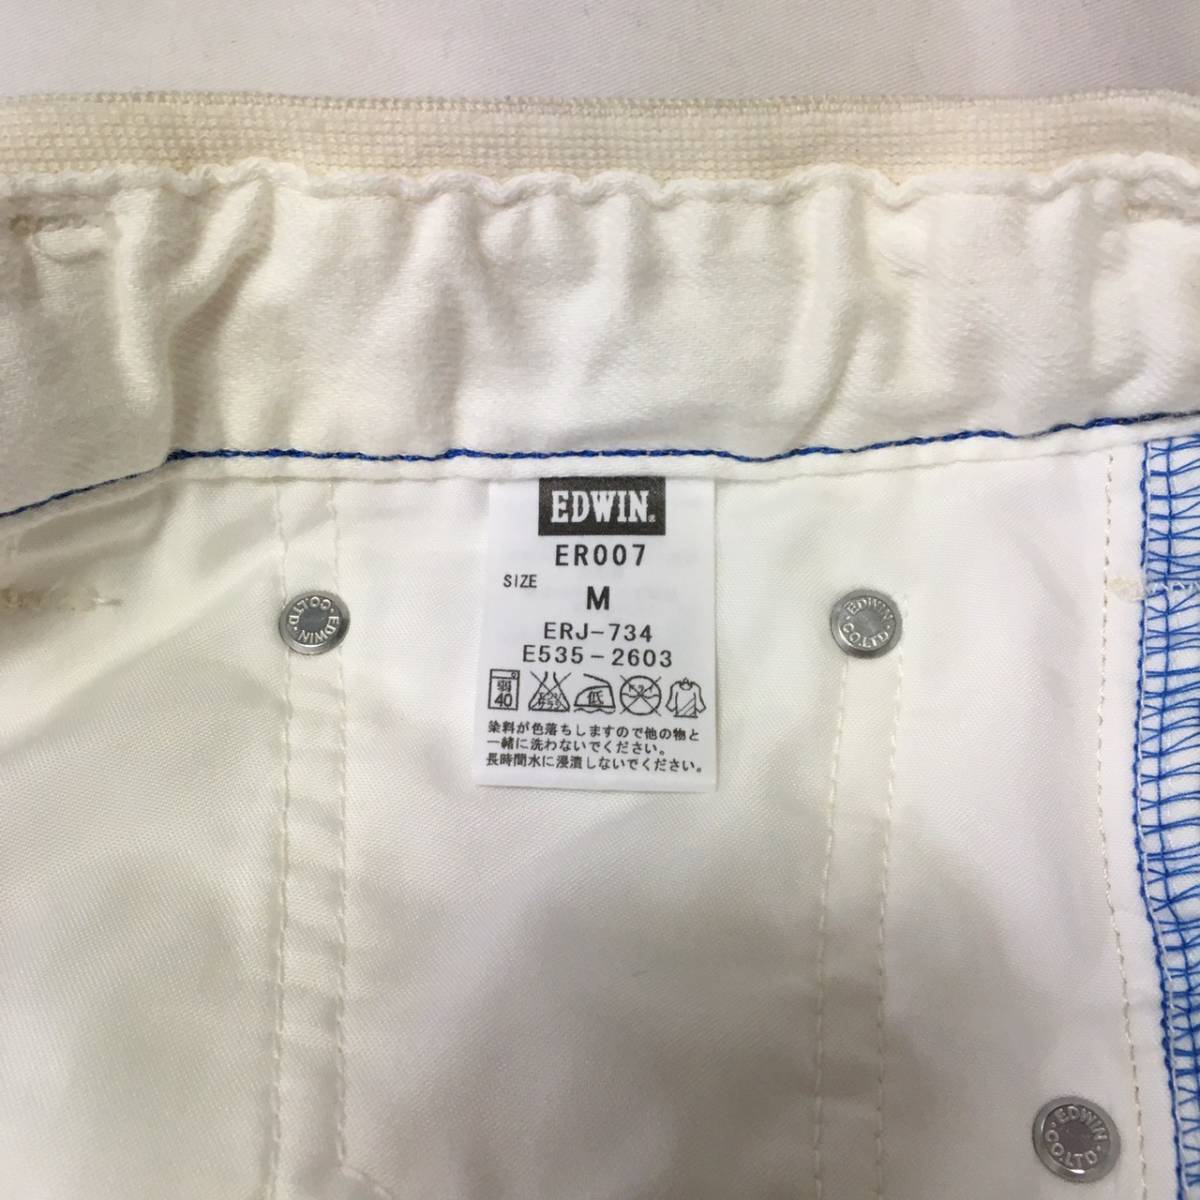 EDWIN.
ER007
SIZE
M
ERJ-734
E535-2603
弱
40
低
染料が色落ちしますので他の物と
一緒に洗わないでください。
長時間水に浸漬しないでください。
EDWIN
CO.LTD
EDWIN
CO.LTD
EDWIN
CO.LTD